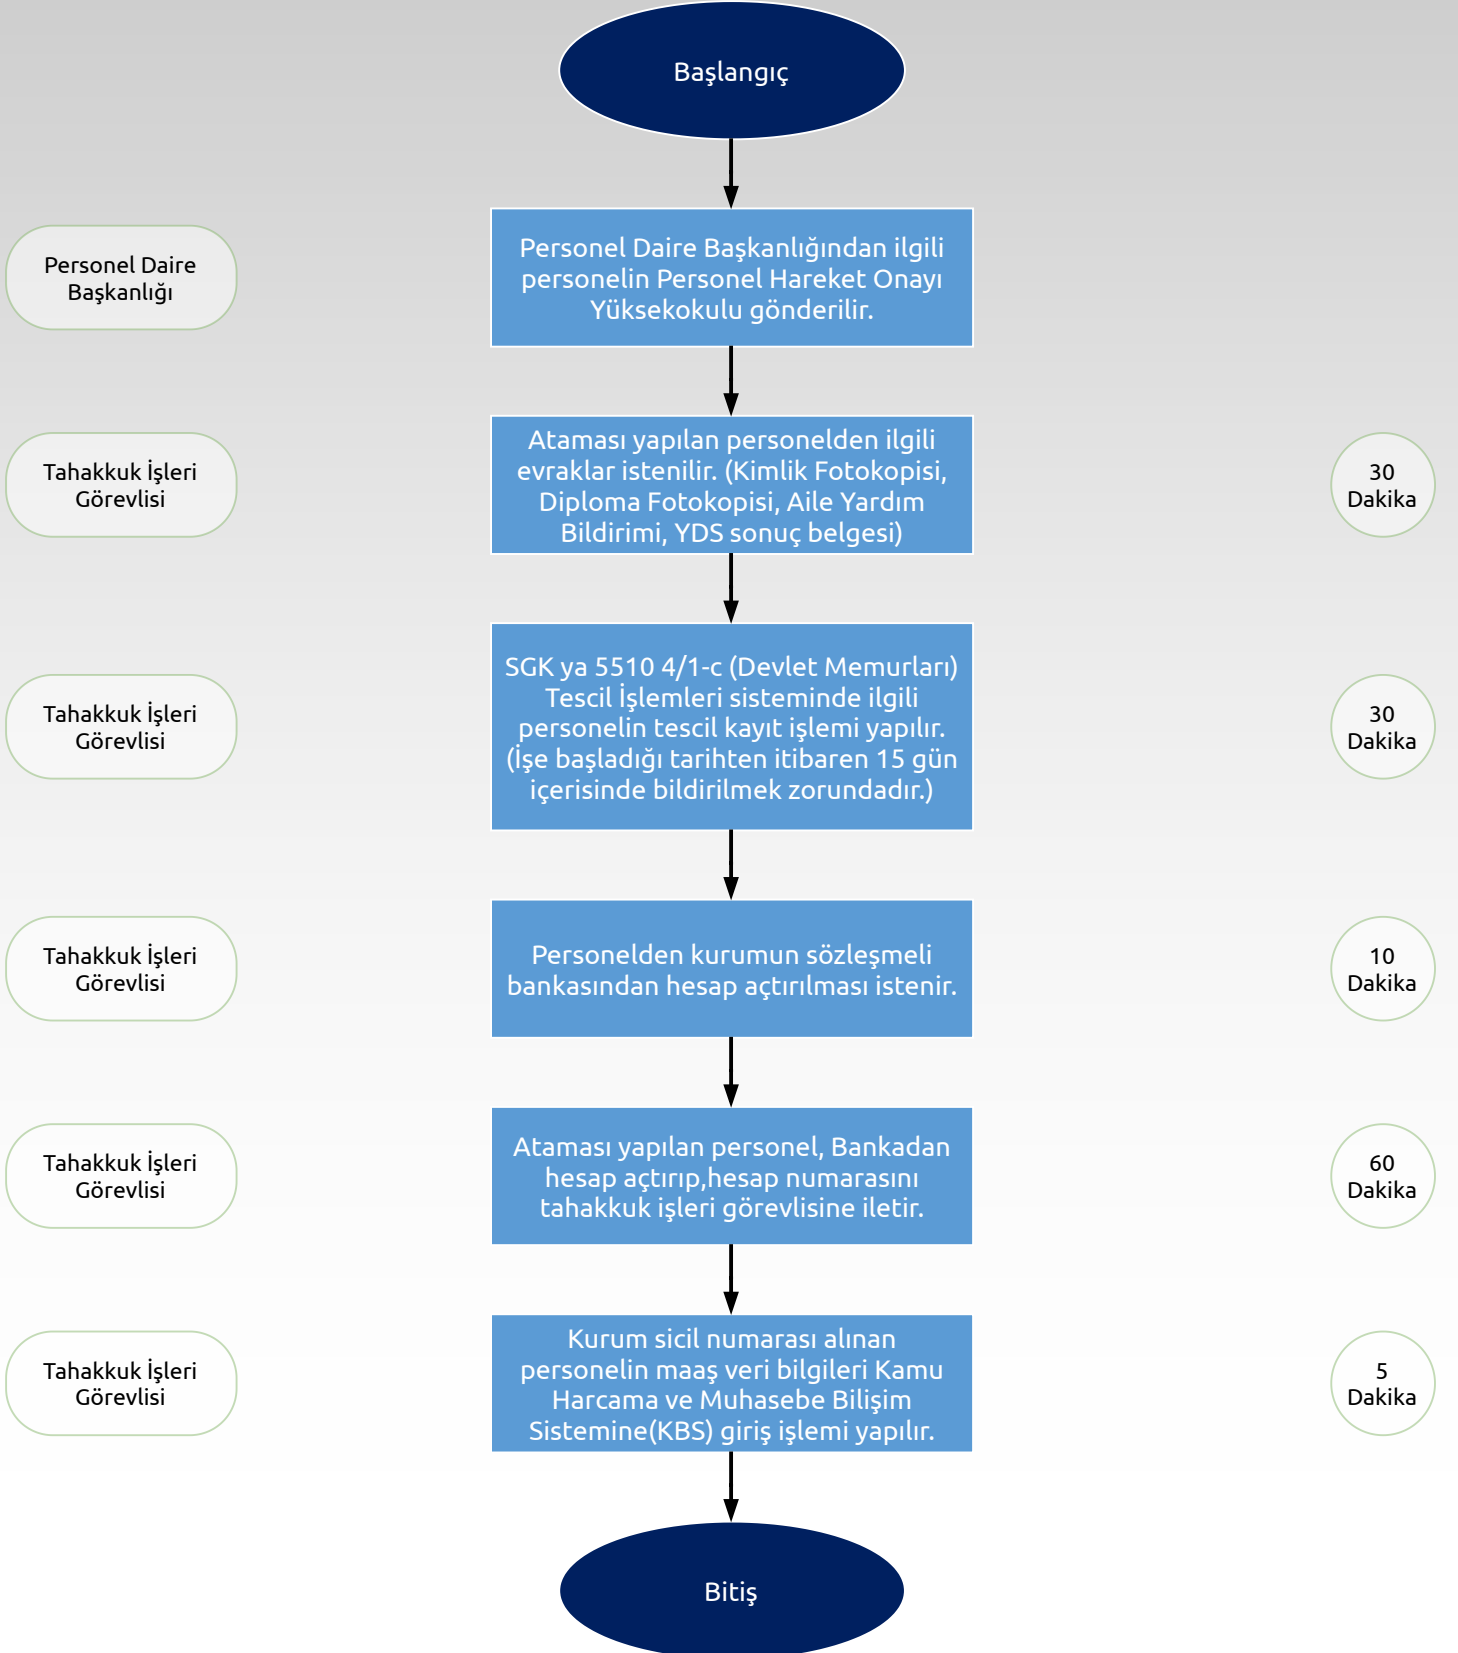 Başlangıç
Personel Daire
Başkanlığı
Personel Daire Başkanlığından ilgili
personelin Personel Hareket Onayı
Yüksekokulu gönderilir.
Tahakkuk İşleri
Görevlisi
Ataması yapılan personelden ilgili
evraklar istenilir. (Kimlik Fotokopisi,
Diploma Fotokopisi, Aile Yardım
Bildirimi, YDS sonuç belgesi)
30
Dakika
Tahakkuk İşleri
Görevlisi
SGK ya 5510 4/1-c (Devlet Memurları)
Tescil İşlemleri sisteminde ilgili
personelin tescil kayıt işlemi yapılır.
(İşe başladığı tarihten itibaren 15 gün
içerisinde bildirilmek zorundadır.)
30
Dakika
Tahakkuk İşleri
Görevlisi
Personelden kurumun sözleşmeli
bankasından hesap açtırılması istenir.
10
Dakika
Tahakkuk İşleri
Görevlisi
Ataması yapılan personel, Bankadan
hesap açtırıp,hesap numarasını
tahakkuk işleri görevlisine iletir.
60
Dakika
Tahakkuk İşleri
Görevlisi
Kurum sicil numarası alınan
personelin maaş veri bilgileri Kamu
Harcama ve Muhasebe Bilişim
Sistemine(KBS) giriş işlemi yapılır.
5
Dakika
Bitiş